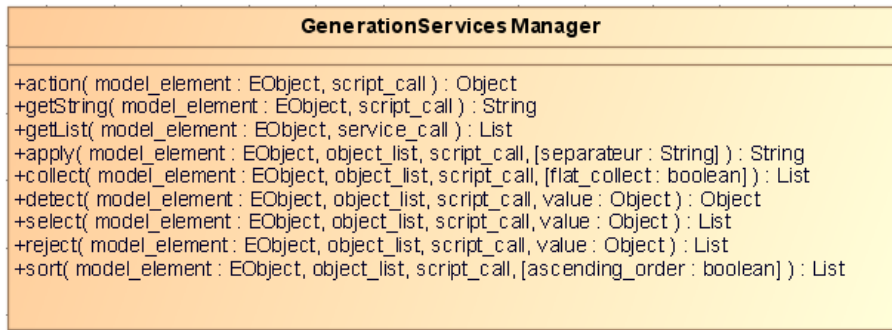 GenerationServicesManager
+action( model_element : EObject, script_call ) : Object
+getString( model_element : EObject, script_call ) : String
+getList( model_element : EObject, service_call ) : List
+apply( model_element : EObject, object_list, script_call, [separateur : String] ) : String
+collect( model_element : EObject, object_list, script_call, [flat_collect : boolean] ) : List
+detect( model_element : EObject, object_list, script_call, value : Object ) : Object
+select( model_element : EObject, object_list, script_call, value : Object ) : List
+reject( model_element : EObject, object_list, script_call, value : Object ) : List
+sort( model_element : EObject, object_list, script_call, [ascending_order : boolean] ) : List